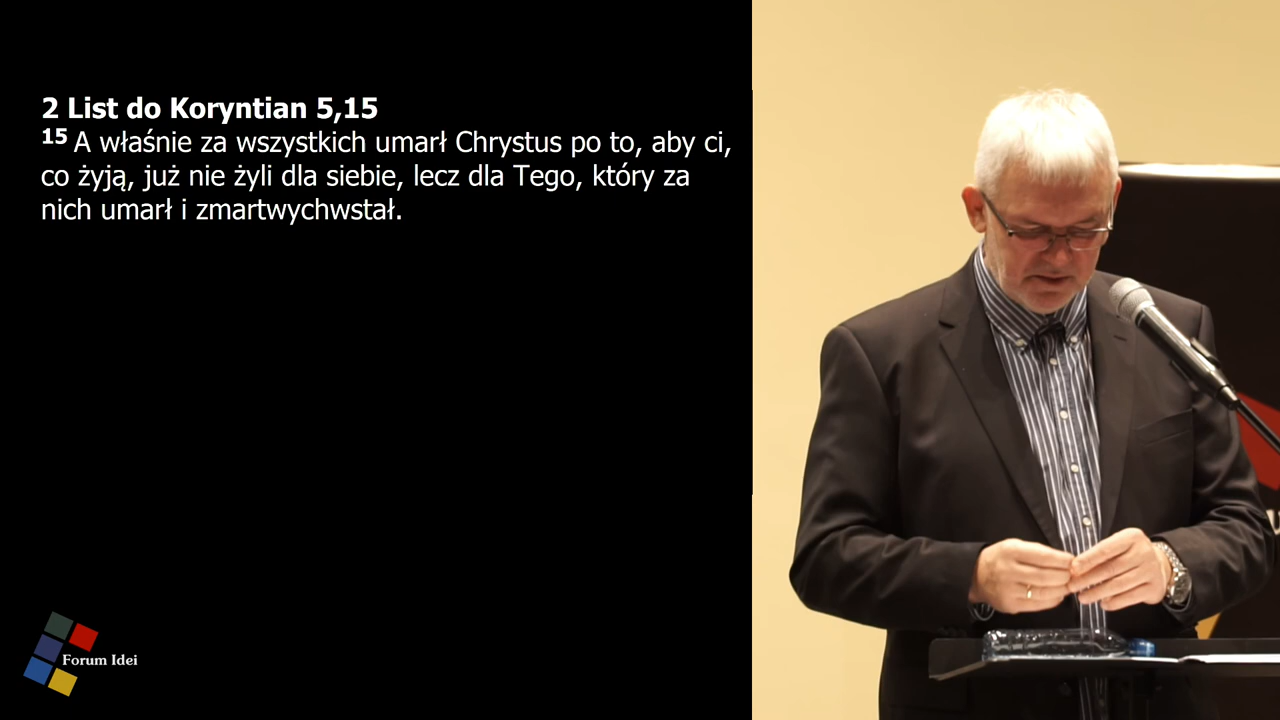 2 List do Koryntian 5,15
15 A właśnie za wszystkich umarł Chrystus po to, aby ci,
co żyją, już nie żyli dla siebie, lecz dla Tego, który za
nich umarł i zmartwychwstał.
Forum Idei